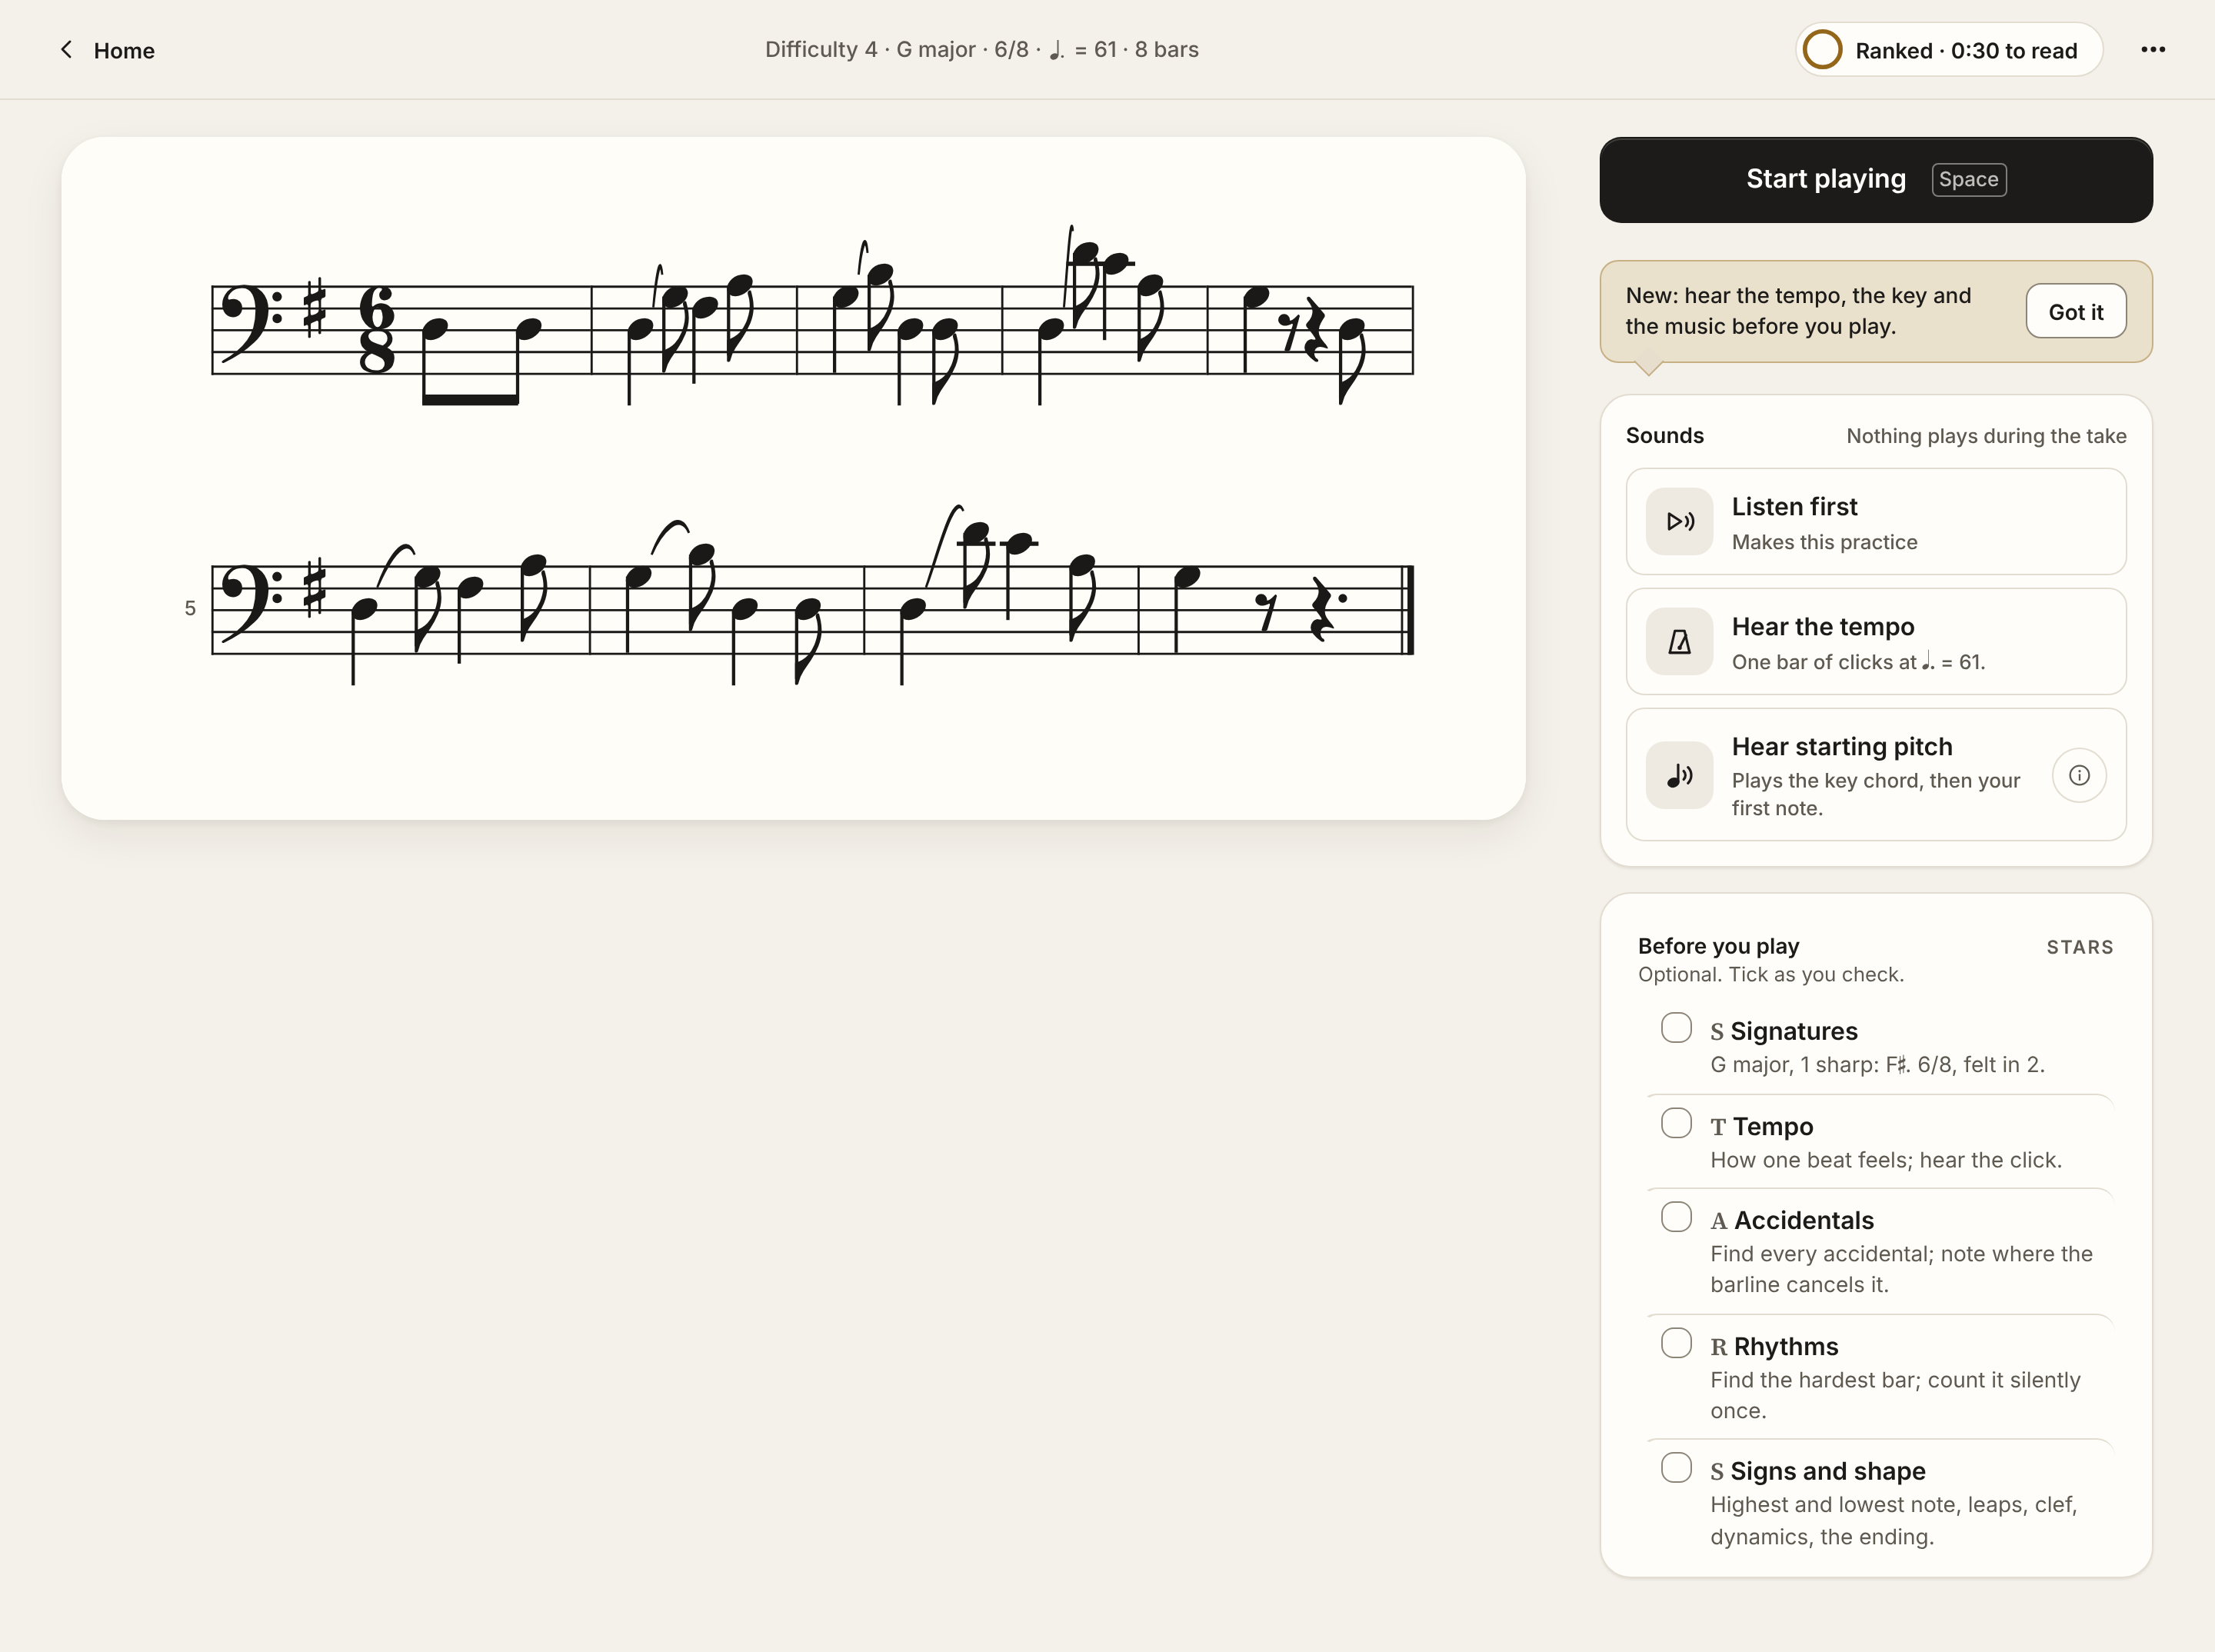 Home
Difficulty 4 · G major · 6/8 · ♩. = 61 · 8 bars
Ranked · 0:30 to read
Start playing Space
New: hear the tempo, the key and
the music before you play.
Got it
6
8
5
Sounds
Nothing plays during the take
Listen first
Makes this practice
Hear the tempo
One bar of clicks at ♩. = 61.
Hear starting pitch
Plays the key chord, then your
first note.
Before you play
STARS
Optional. Tick as you check.
S Signatures
G major, 1 sharp: F♯. 6/8, felt in 2.
T Tempo
How one beat feels; hear the click.
A Accidentals
Find every accidental; note where the
barline cancels it.
R Rhythms
Find the hardest bar; count it silently
once.
S Signs and shape
Highest and lowest note, leaps, clef,
dynamics, the ending.